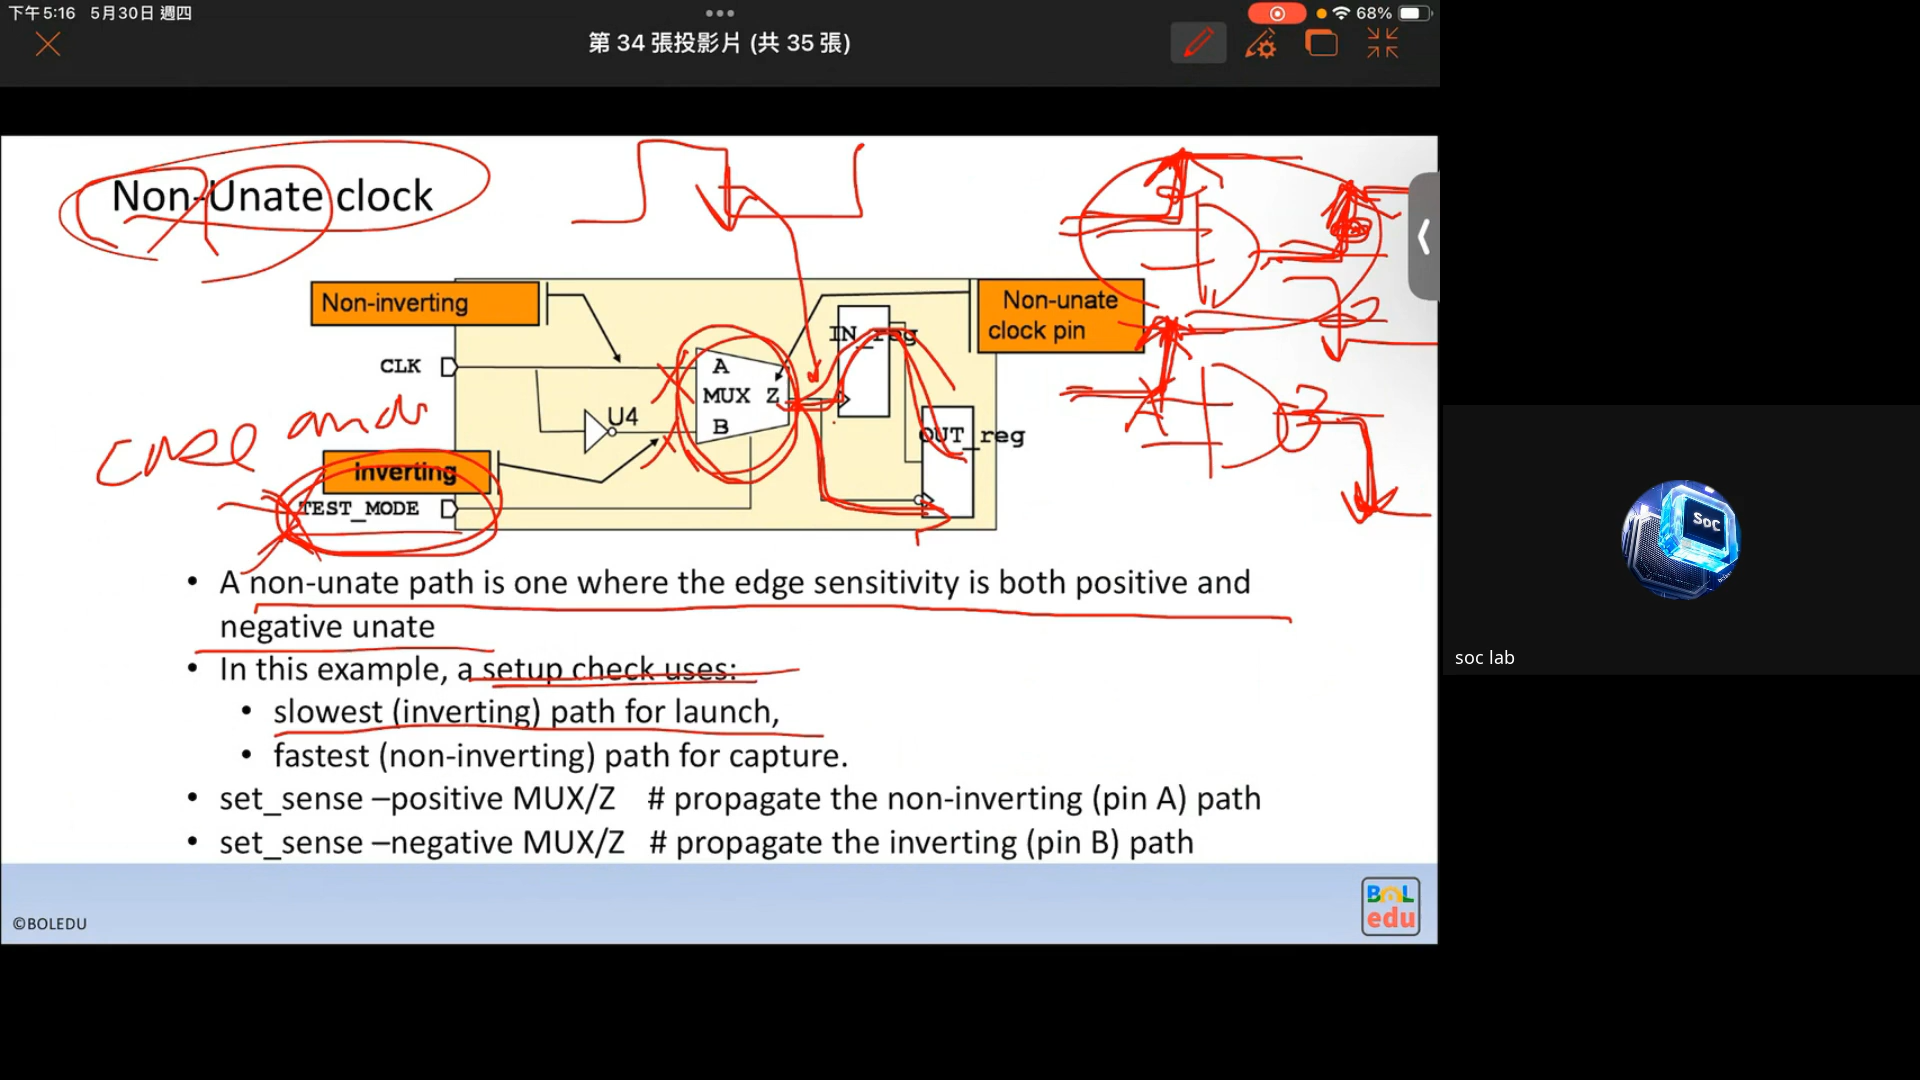 下午5:16 5月30日 週四
68%
第 34 張投影片 (共 35 張)
Non-Unate clock
Non-inverting
Non-unate
clock pin
IN_reg
CLK
A
MUX Z
B
U4
OUT_reg
case
Inverting
TEST_MODE
• A non-unate path is one where the edge sensitivity is both positive and
negative unate
• In this example, a setup check uses:
• slowest (inverting) path for launch,
• fastest (non-inverting) path for capture.
• set_sense –positive MUX/Z # propagate the non-inverting (pin A) path
• set_sense –negative MUX/Z # propagate the inverting (pin B) path
©BOLEDU
BOL
edu
SoC
soc lab